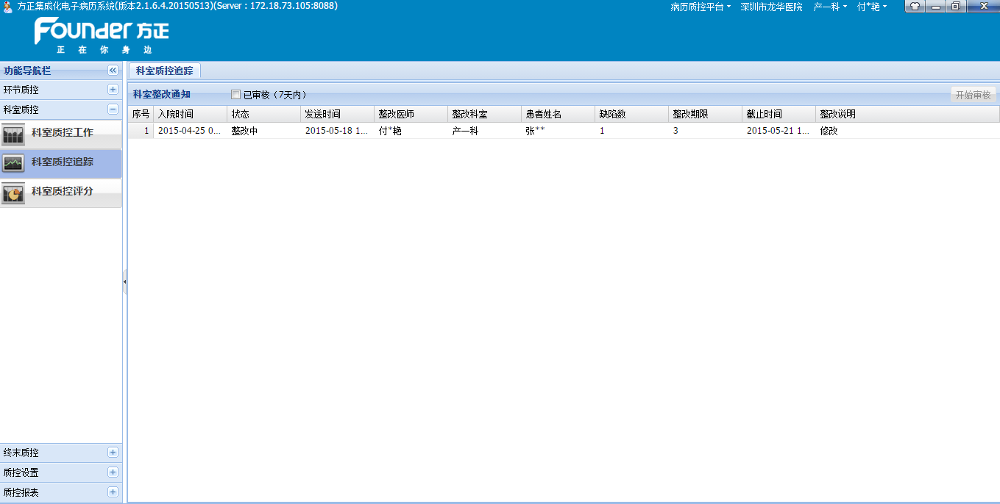 方正集成化电子病历系统(版本2.1.6.4.20150513)(Server : 172.18.73.105:8088)
病历质控平台 深圳市龙华医院 产一科 付*艳
Founder 方正
正在你身边
功能导航栏
环节质控
科室质控
科室质控工作
科室质控追踪
科室质控评分
终末质控
质控设置
质控报表
科室质控追踪
科室整改通知 已审核（7天内） 开始审核
序号 入院时间 状态 发送时间 整改医师 整改科室 患者姓名 缺陷数 整改期限 截止时间 整改说明
1 2015-04-25 0... 整改中 2015-05-18 1... 付*艳 产一科 张** 1 3 2015-05-21 1... 修改